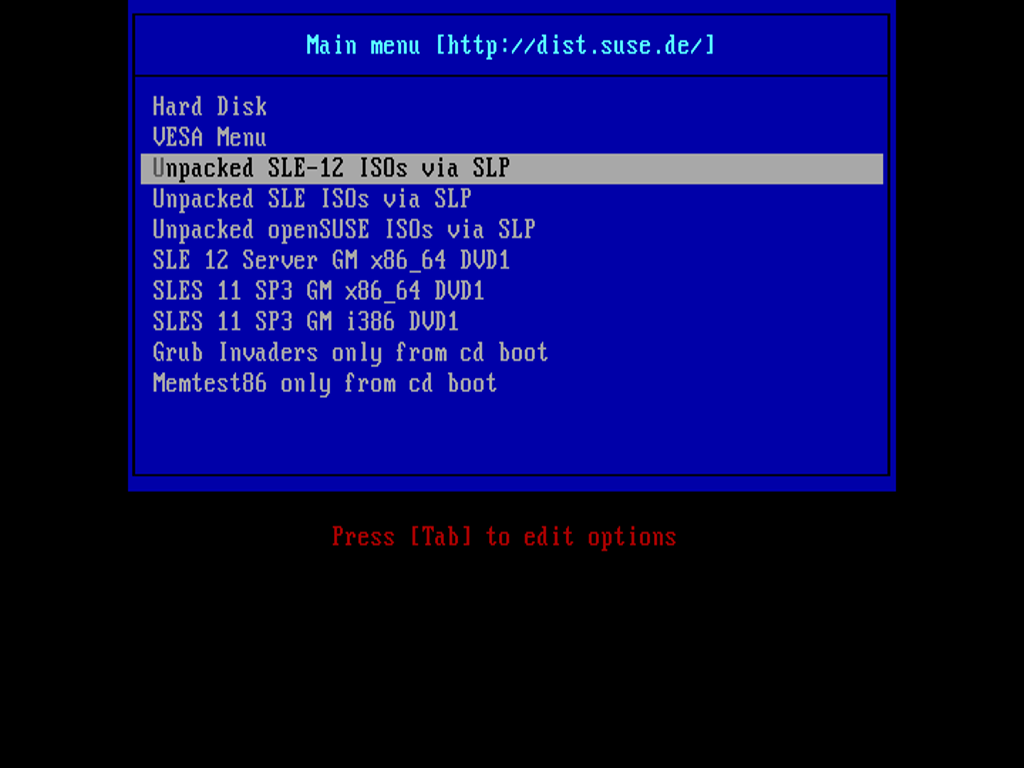 Main menu [http://dist.suse.de/]
Hard Disk
VESA Menu
Unpacked SLE-12 ISOs via SLP
Unpacked SLE ISOs via SLP
Unpacked openSUSE ISOs via SLP
SLE 12 Server GM x86_64 DVD1
SLES 11 SP3 GM x86_64 DVD1
SLES 11 SP3 GM i386 DVD1
Grub Invaders only from cd boot
Memtest86 only from cd boot
Press [Tab] to edit options